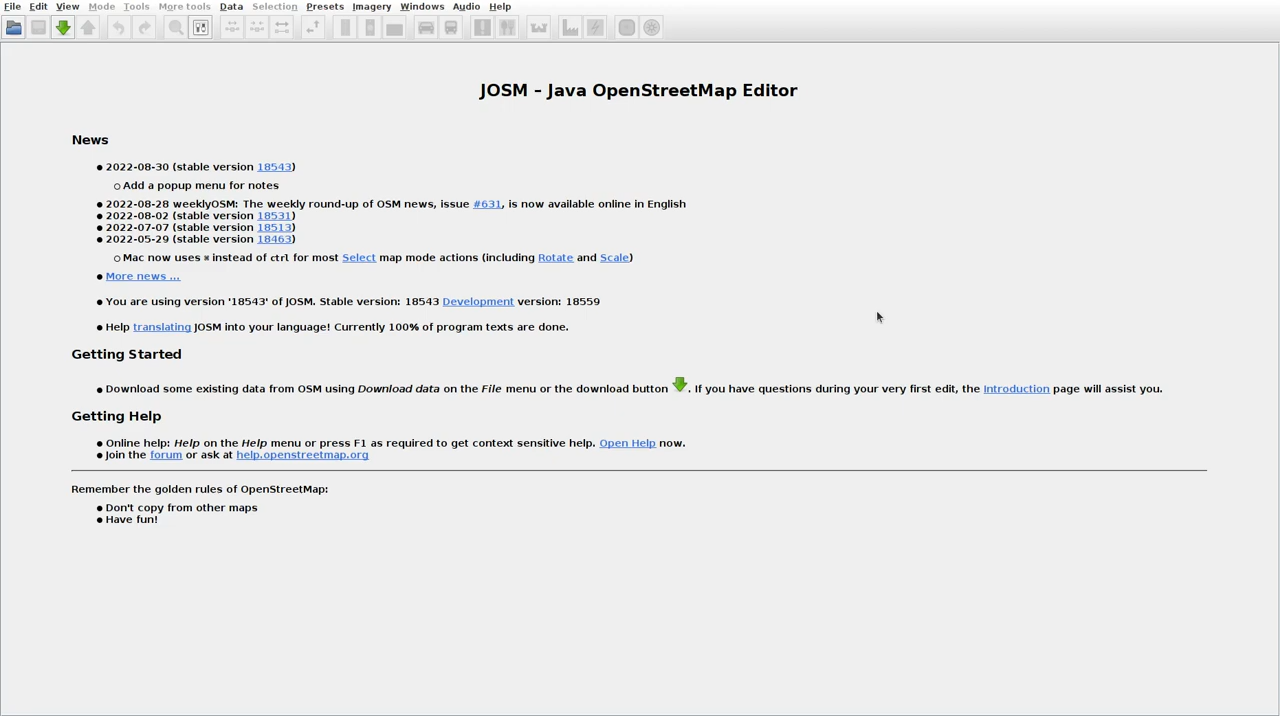 File Edit View Mode Tools More tools Data Selection Presets Imagery Windows Audio Help
JOSM – Java OpenStreetMap Editor
News
2022-08-30 (stable version 18543)
Add a popup menu for notes
2022-08-28 weeklyOSM: The weekly round-up of OSM news, issue #631, is now available online in English
2022-08-02 (stable version 18531)
2022-07-07 (stable version 18513)
2022-05-29 (stable version 18463)
Mac now uses ⌘ instead of ctrl for most Select map mode actions (including Rotate and Scale)
More news ...
You are using version '18543' of JOSM. Stable version: 18543 Development version: 18559
Help translating JOSM into your language! Currently 100% of program texts are done.
Getting Started
Download some existing data from OSM using Download data on the File menu or the download button . If you have questions during your very first edit, the Introduction page will assist you.
Getting Help
Online help: Help on the Help menu or press F1 as required to get context sensitive help. Open Help now.
Join the forum or ask at help.openstreetmap.org
Remember the golden rules of OpenStreetMap:
Don't copy from other maps
Have fun!